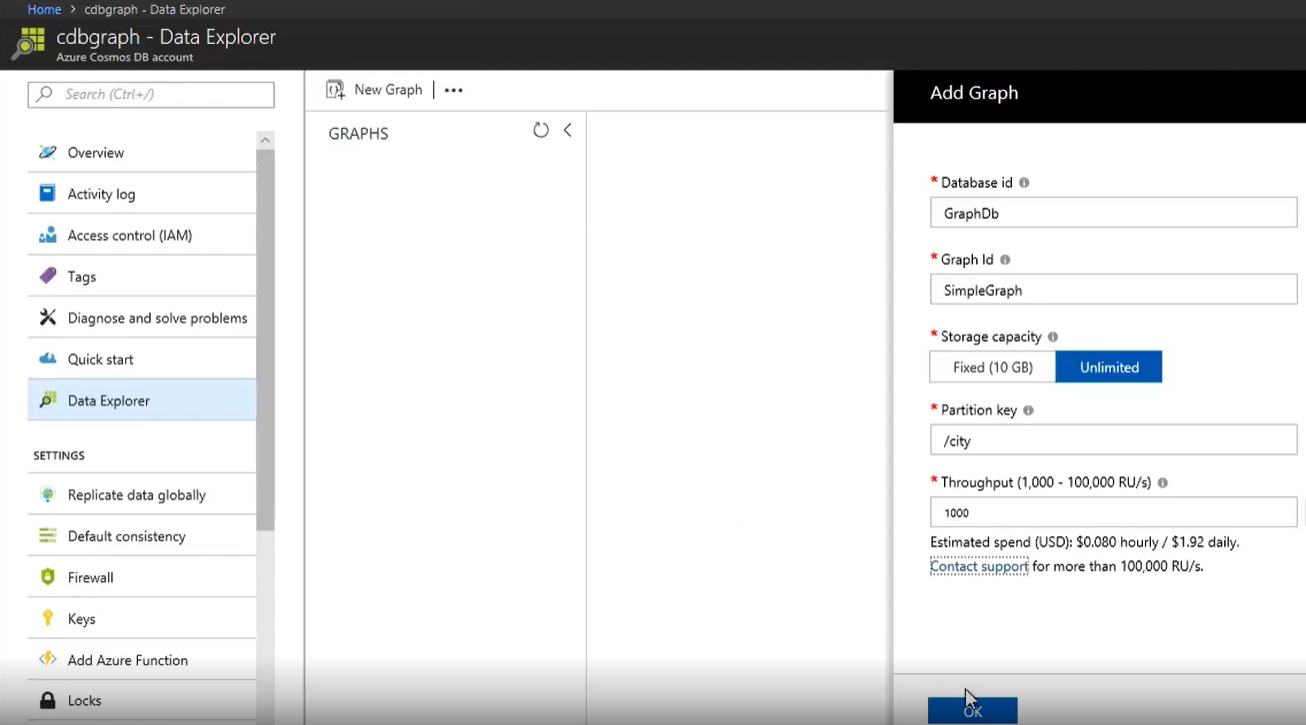 Home > cdbgraph - Data Explorer
cdbgraph - Data Explorer
Azure Cosmos DB account
Search (Ctrl+/)
Overview
Activity log
Access control (IAM)
Tags
Diagnose and solve problems
Quick start
Data Explorer
SETTINGS
Replicate data globally
Default consistency
Firewall
Keys
Add Azure Function
Locks
New Graph | •••
GRAPHS
Add Graph
* Database id
GraphDb
* Graph Id
SimpleGraph
* Storage capacity
Fixed (10 GB) Unlimited
* Partition key
/city
* Throughput (1,000 - 100,000 RU/s)
1000
Estimated spend (USD): $0.080 hourly / $1.92 daily.
Contact support for more than 100,000 RU/s.
OK